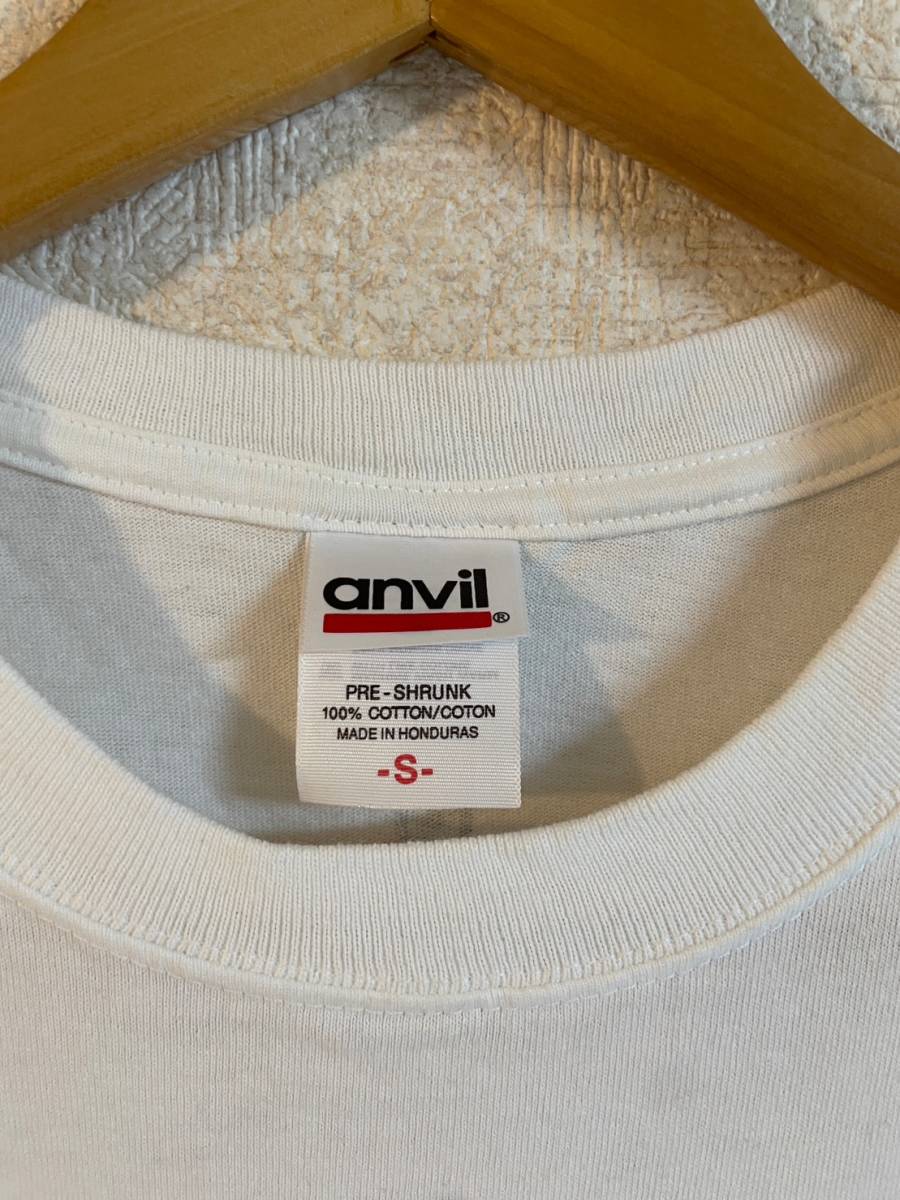 anvil®
PRE-SHRUNK
100% COTTON/COTON
MADE IN HONDURAS
-S-